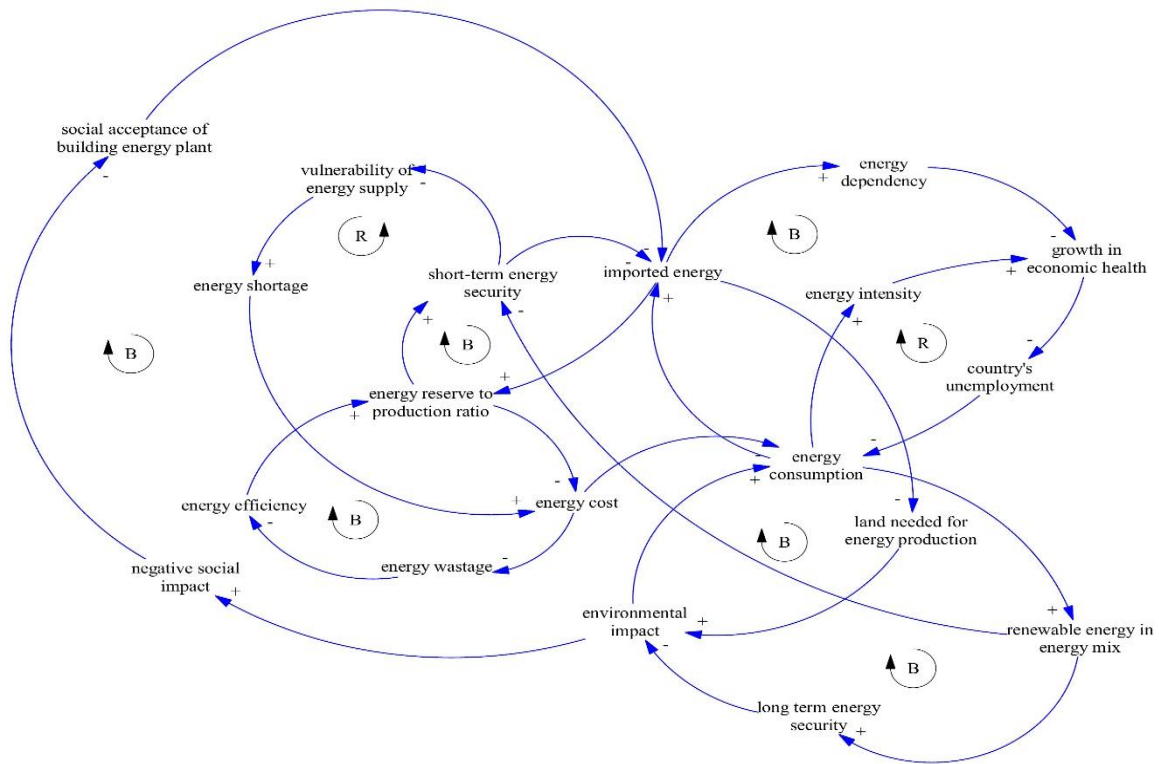 social acceptance of
building energy plant
-
vulnerability of
energy supply
-
energy
dependency
+
R
B
-
growth in
economic health
+
energy shortage
+
short-term energy
security
-
-
imported energy
+
-
energy intensity
+
+
B
B
R
-
country's
unemployment
energy reserve to
production ratio
+
+
-
energy
consumption
-
+
-
energy efficiency
-
B
+
energy cost
-
-
land needed for
energy production
B
energy wastage
-
negative social
impact
+
environmental
impact
+
-
+
renewable energy in
energy mix
B
long term energy
security
+